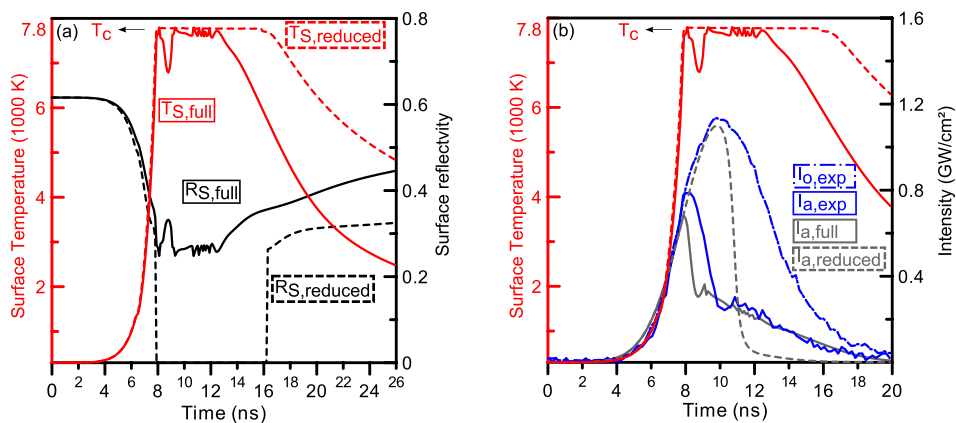 (a)
T_C
T_S,reduced
T_S,full
R_S,full
R_S,reduced
7.8
6
4
2
Surface Temperature (1000 K)
0.8
0.6
0.4
0.2
0
Surface reflectvity
0 2 4 6 8 10 12 14 16 20 22 24 26
Time (ns)
(b)
T_C
I_o,exp
I_a,exp
I_a,full
I_a,reduced
7.8
6
4
2
Surface Temperature (1000 K)
1.6
1.2
0.8
0.4
0
Intensity (GW/cm²)
0 2 4 6 8 10 12 14 16 20
Time (ns)